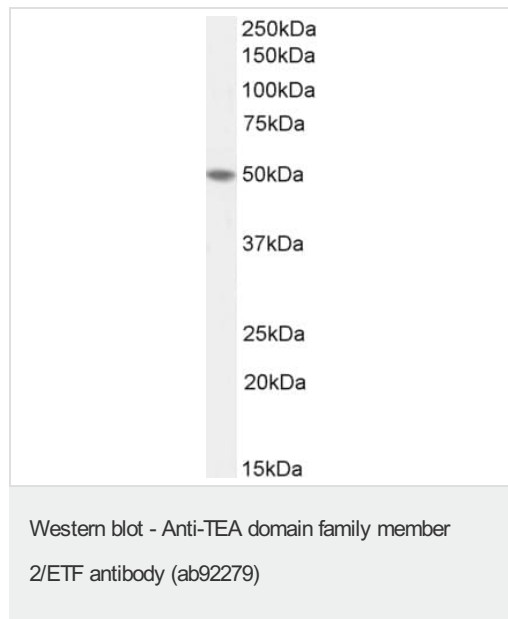 250kDa
150kDa
100kDa
75kDa
50kDa
37kDa
25kDa
20kDa
15kDa
Western blot - Anti-TEA domain family member
2/ETF antibody (ab92279)